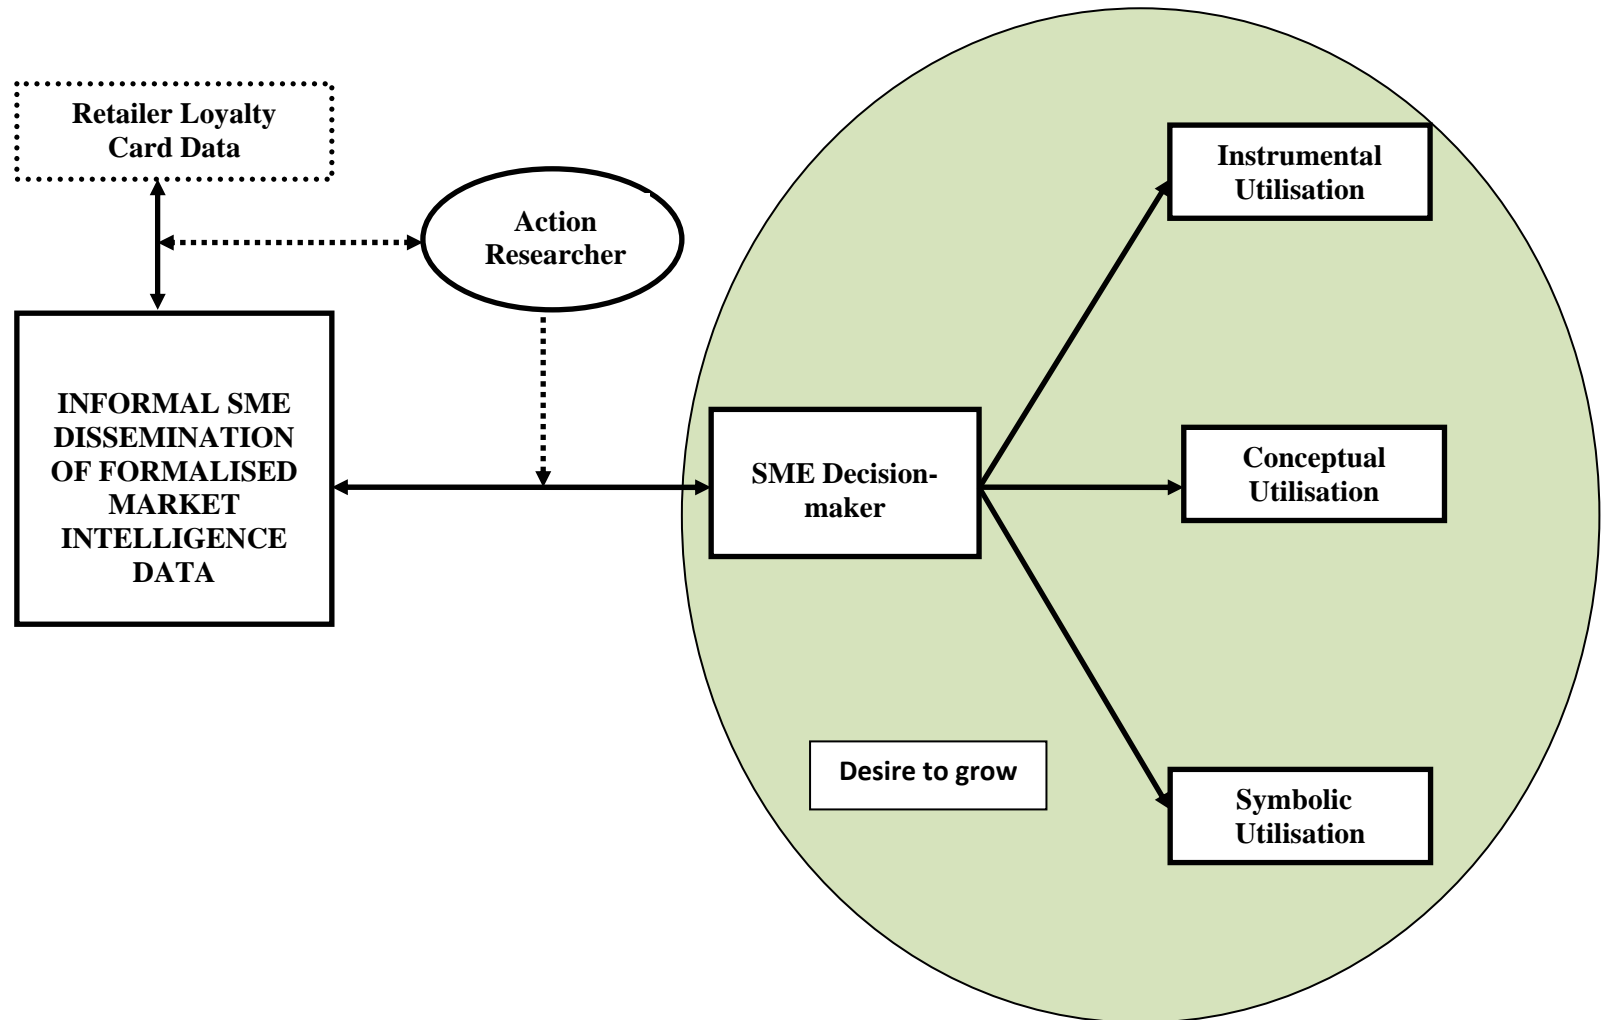 Retailer Loyalty
Card Data
Action
Researcher
Instrumental
Utilisation
INFORMAL SME
DISSEMINATION
OF FORMALISED
MARKET
INTELLIGENCE
DATA
SME Decision-
maker
Conceptual
Utilisation
Desire to grow
Symbolic
Utilisation